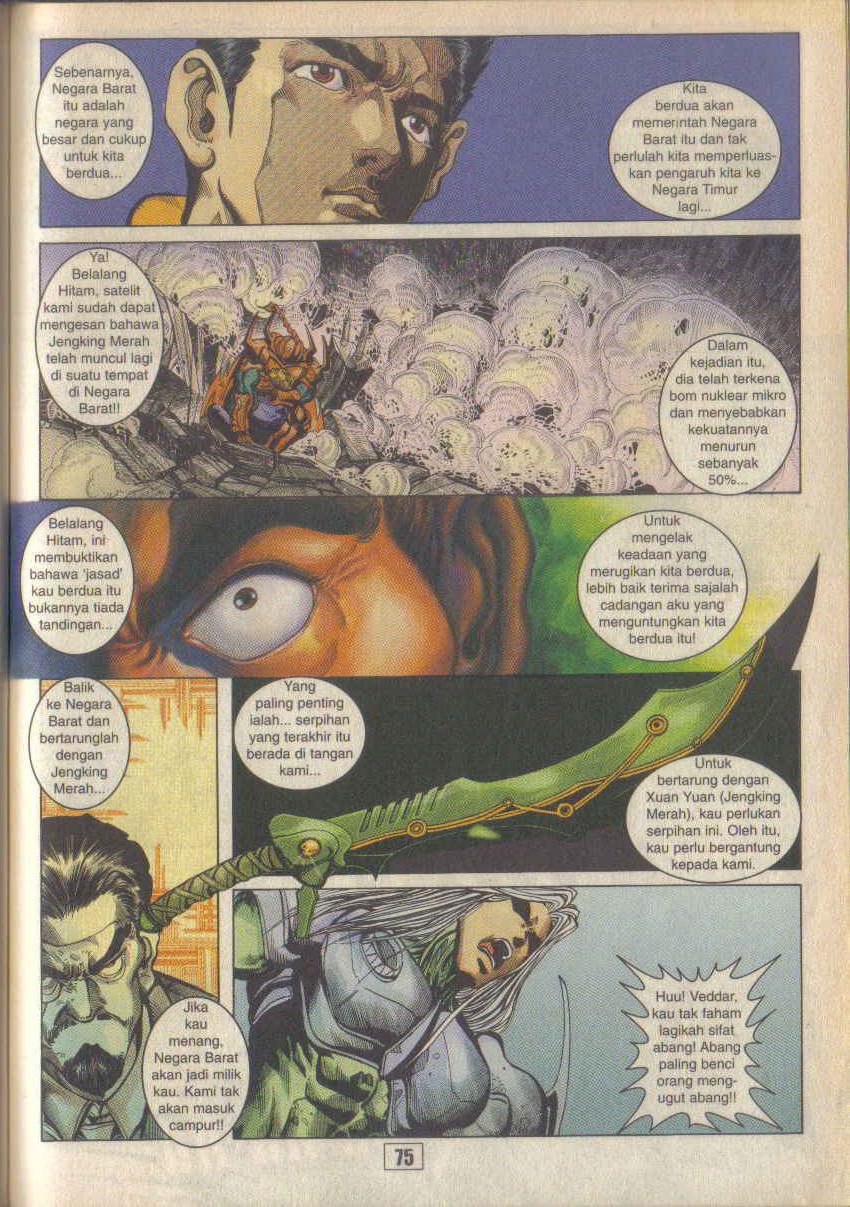 Sebenarnya,
Negara Barat
itu adalah
negara yang
besar dan cukup
untuk kita
berdua...
Kita
berdua akan
memerintah Negara
Barat itu dan tak
perlulah kita memperluas-
kan pengaruh kita ke
Negara Timur
lagi...
Ya!
Belalang
Hitam, satelit
kami sudah dapat
mengesan bahawa
Jengking Merah
telah muncul lagi
di suatu tempat
di Negara
Barat!!
Dalam
kejadian itu,
dia telah terkena
bom nuklear mikro
dan menyebabkan
kekuatannya
menurun
sebanyak
50%...
Belalang
Hitam, ini
membuktikan
bahawa 'jasad'
kau berdua itu
bukannya tiada
tandingan...
Untuk
mengelak
keadaan yang
merugikan kita berdua,
lebih baik terima sajalah
cadangan aku yang
menguntungkan kita
berdua itu!
Balik
ke Negara
Barat dan
bertarunglah
dengan
Jengking
Merah...
Yang
paling penting
ialah... serpihan
yang terakhir itu
berada di tangan
kami...
Untuk
bertarung dengan
Xuan Yuan (Jengking
Merah), kau perlukan
serpihan ini. Oleh itu,
kau perlu bergantung
kepada kami.
Jika
kau
menang,
Negara Barat
akan jadi milik
kau. Kami tak
akan masuk
campur!!
Huu! Veddar,
kau tak faham
lagikah sifat
abang! Abang
paling benci
orang meng-
ugut abang!!
75